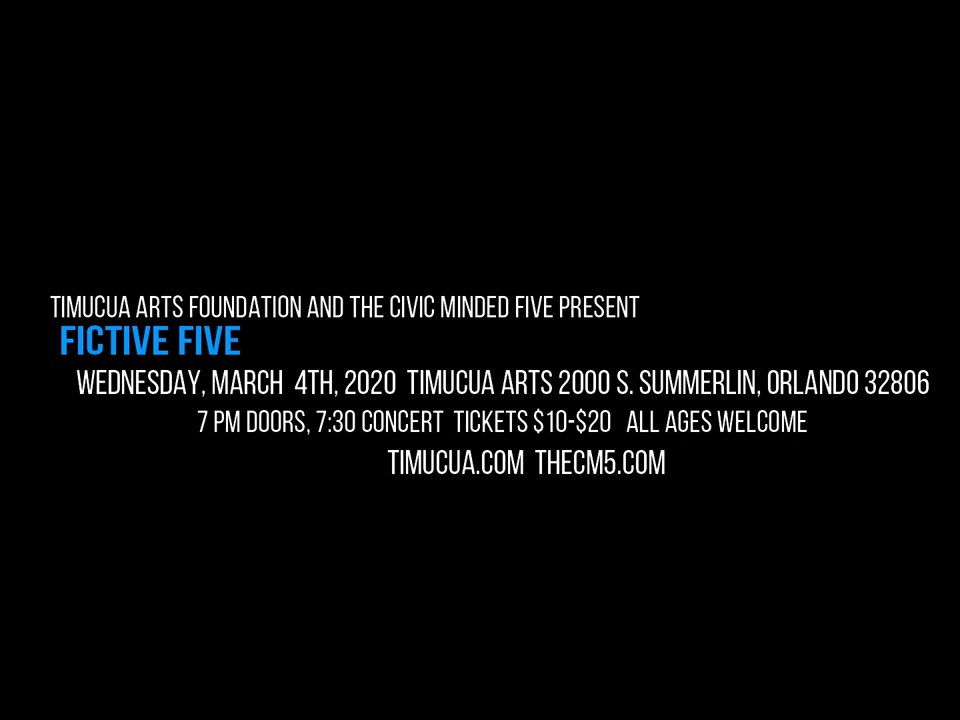 TIMUCUA ARTS FOUNDATION AND THE CIVIC MINDED FIVE PRESENT
FICTIVE FIVE
WEDNESDAY, MARCH 4TH, 2020 TIMUCUA ARTS 2000 S. SUMMERLIN, ORLANDO 32806
7 PM DOORS, 7:30 CONCERT TICKETS $10-$20 ALL AGES WELCOME
TIMUCUA.COM THECM5.COM